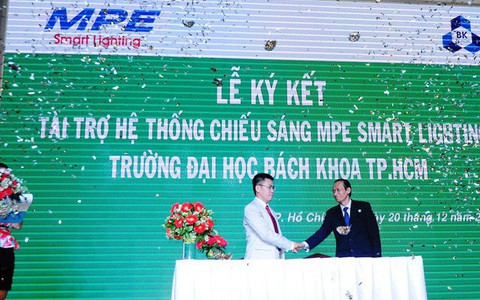 MPE
Smart Lighting
BK
LỄ KÝ KẾT
TÀI TRỢ HỆ THỐNG CHIẾU SÁNG MPE SMART LIGHTING
TRƯỜNG ĐẠI HỌC BÁCH KHOA TP.HCM
P. Hồ Chí ngày 20 tháng 12 năm